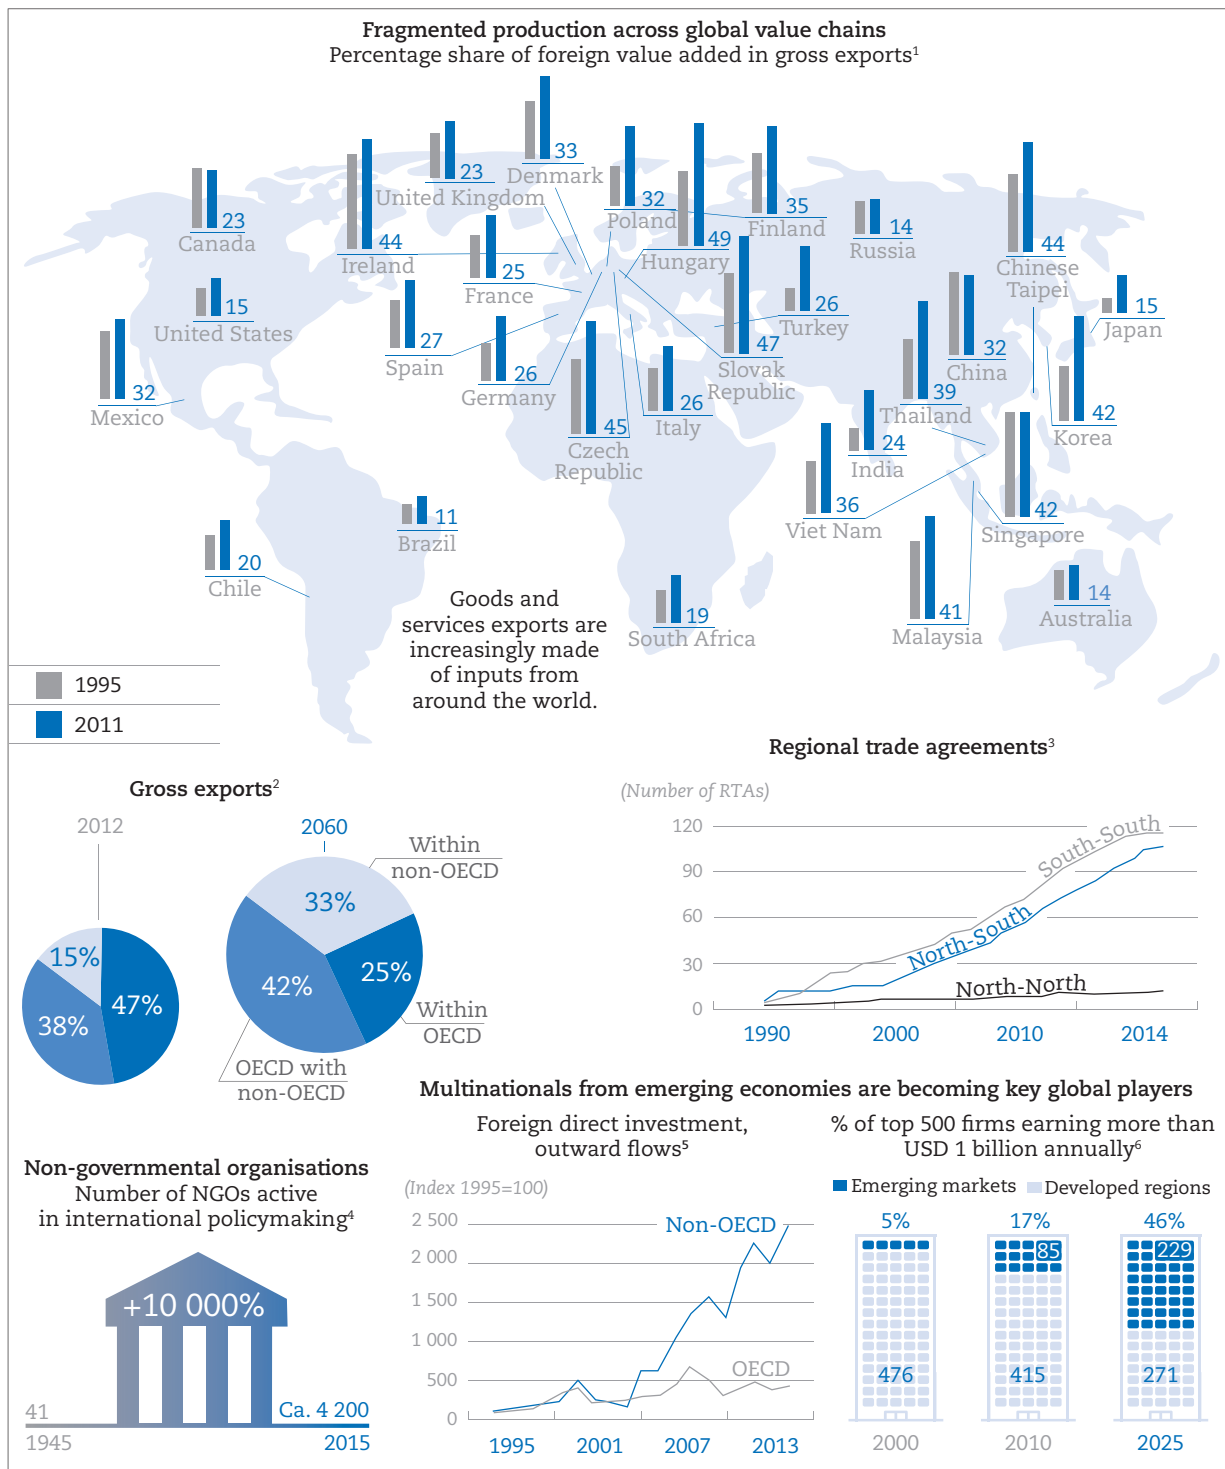 Fragmented production across global value chains
Percentage share of foreign value added in gross exports¹
33
Denmark
23
United Kingdom
32
Poland
35
Finland
23
Canada
44
Ireland
49
Hungary
14
Russia
44
Chinese
Taipei
25
France
15
United States
26
Turkey
15
Japan
27
Spain
47
Slovak
Republic
32
China
32
Mexico
26
Germany
26
Italy
39
Thailand
42
Korea
45
Czech
Republic
24
India
36
Viet Nam
42
Singapore
11
Brazil
20
Chile
41
Malaysia
14
Australia
19
South Africa
Goods and
services exports are
increasingly made
of inputs from
around the world.
1995
2011
Gross exports²
2012
2060
Within
non-OECD
33%
15%
47%
38%
42%
25%
Within
OECD
OECD with
non-OECD
Regional trade agreements³
(Number of RTAs)
120
90
60
30
0
South-South
North-South
North-North
1990
2000
2010
2014
Non-governmental organisations
Number of NGOs active
in international policymaking⁴
+10 000%
41
Ca. 4 200
1945
2015
Multinationals from emerging economies are becoming key global players
Foreign direct investment,
outward flows⁵
(Index 1995=100)
2 500
2 000
1 500
1 000
500
0
Non-OECD
OECD
1995
2001
2007
2013
% of top 500 firms earning more than
USD 1 billion annually⁶
Emerging markets
Developed regions
5%
17%
46%
85
229
476
415
271
2000
2010
2025